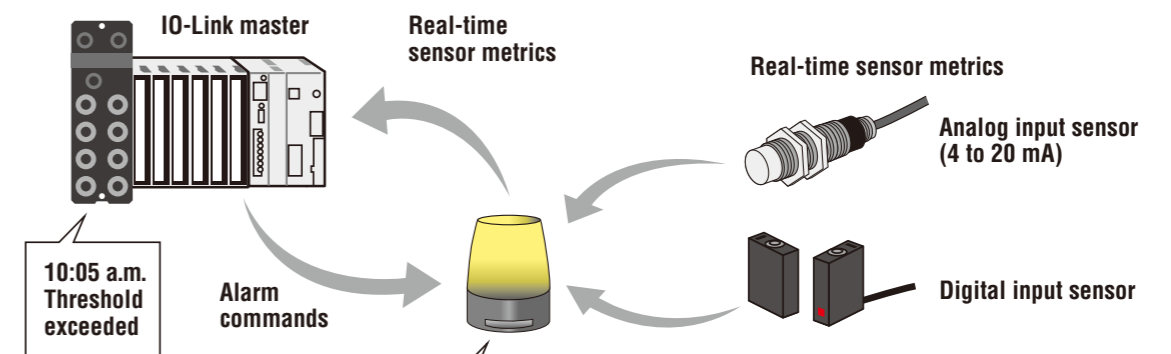 IO-Link master
Real-time
sensor metrics
Real-time sensor metrics
Analog input sensor
(4 to 20 mA)
10:05 a.m.
Threshold
exceeded
Alarm
commands
Digital input sensor